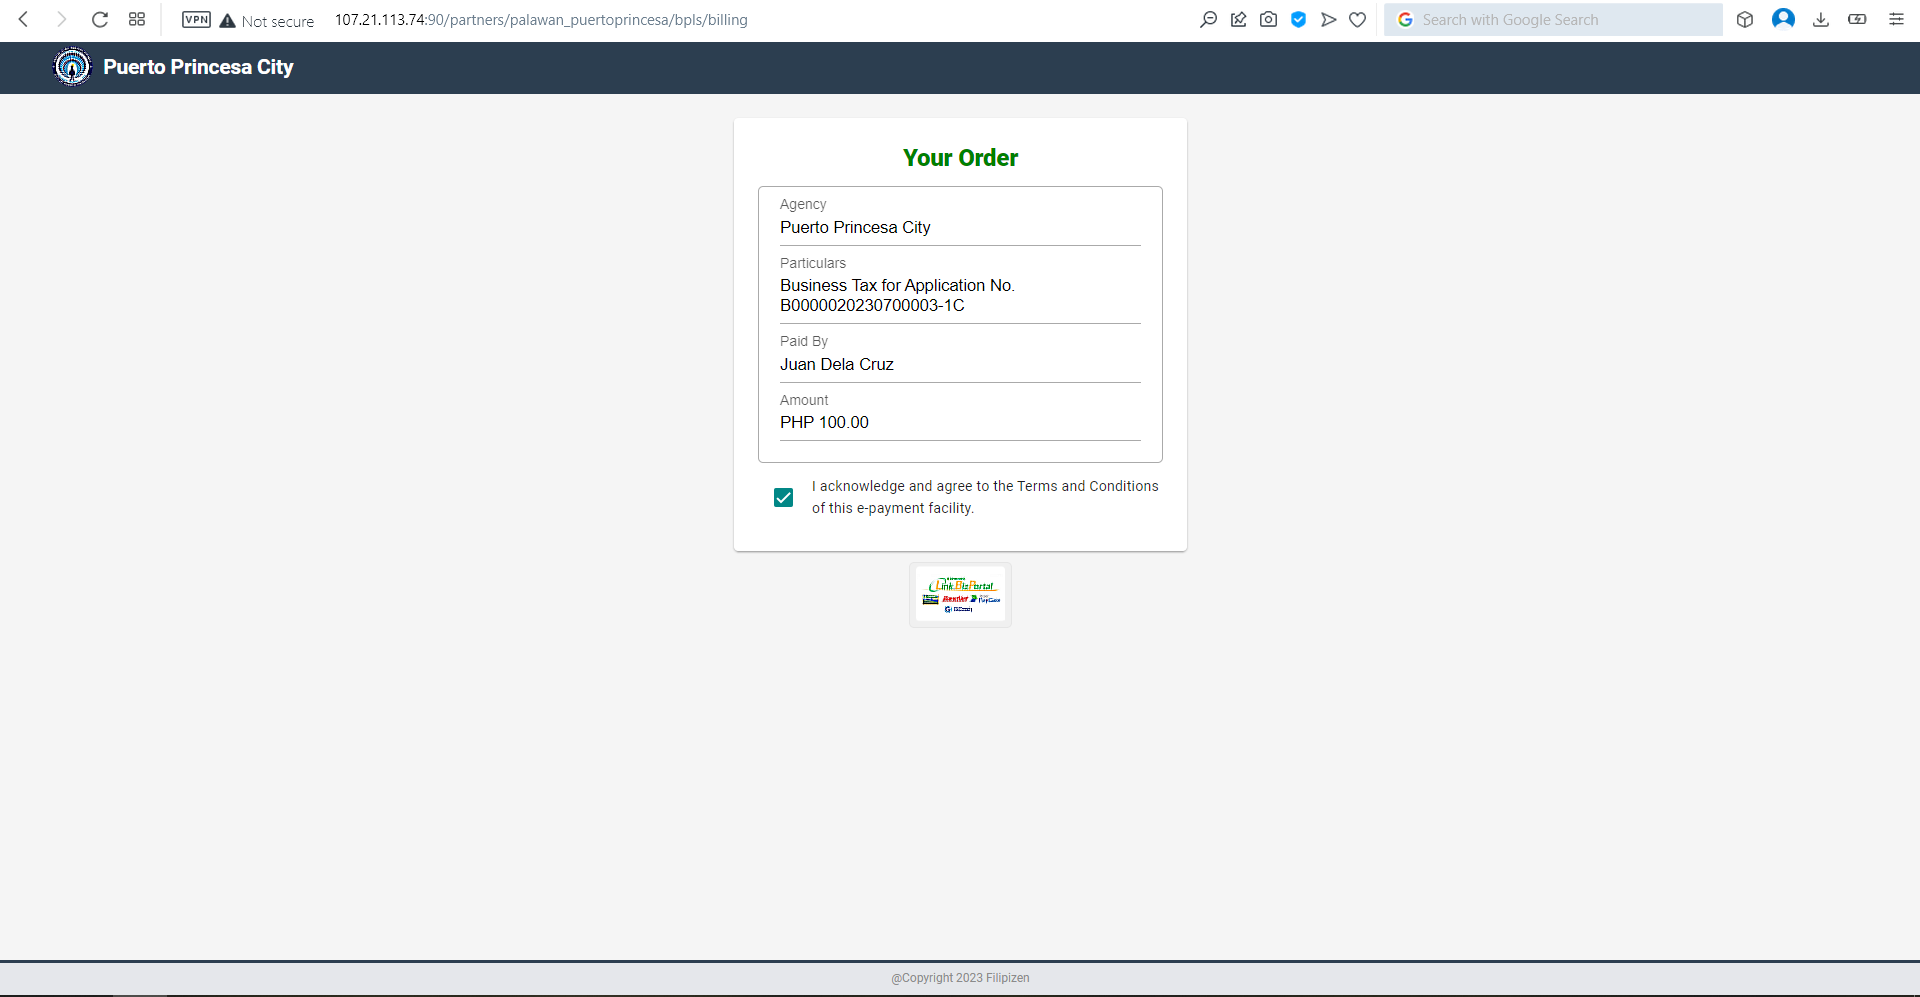 VPN
Not secure
107.21.113.74:90/partners/palawan_puertoprincesa/bpls/billing
Search with Google Search
Puerto Princesa City
Your Order
Agency
Puerto Princesa City
Particulars
Business Tax for Application No.
B0000020230700003-1C
Paid By
Juan Dela Cruz
Amount
PHP 100.00
I acknowledge and agree to the Terms and Conditions
of this e-payment facility.
Link.BizPortal
@Copyright 2023 Filipizen